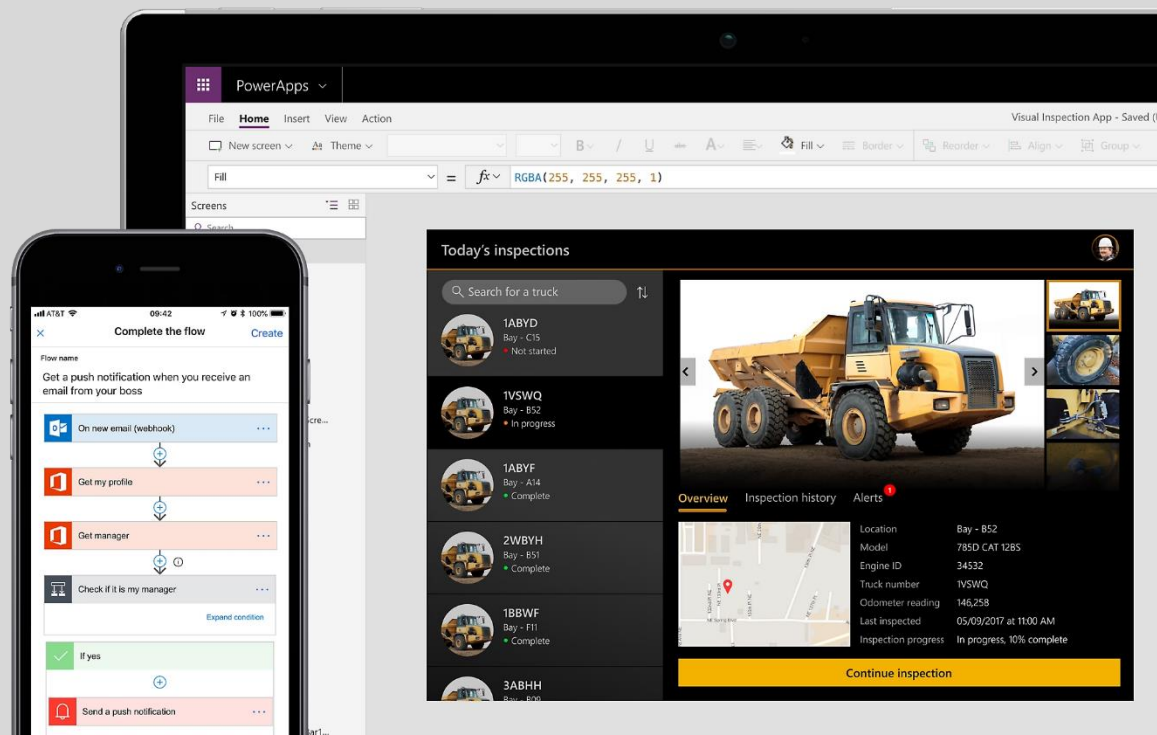 PowerApps
File Home Insert View Action
Visual Inspection App - Saved
New screen Theme B / U abc A Fill Border Reorder Align Group
Fill = fx RGBA(255, 255, 255, 1)
Screens
Search
Today's inspections
Search for a truck
1ABYD
Bay - C15
Not started
1VSWQ
Bay - B52
In progress
1ABYF
Bay - A14
Complete
2WBYH
Bay - B51
Complete
1BBWF
Bay - F11
Complete
3ABHH
Bay - B09
Overview Inspection history Alerts 1
Location Bay - B52
Model 785D CAT 12BS
Engine ID 34532
Truck number 1VSWQ
Odometer reading 146,258
Last inspected 05/09/2017 at 11:00 AM
Inspection progress In progress, 10% complete
Continue inspection
AT&T 09:42 100%
× Complete the flow Create
Flow name
Get a push notification when you receive an
email from your boss
On new email (webhook) ...
Get my profile ...
Get manager ...
Check if it is my manager ...
Expand condition
If yes
Send a push notification ...